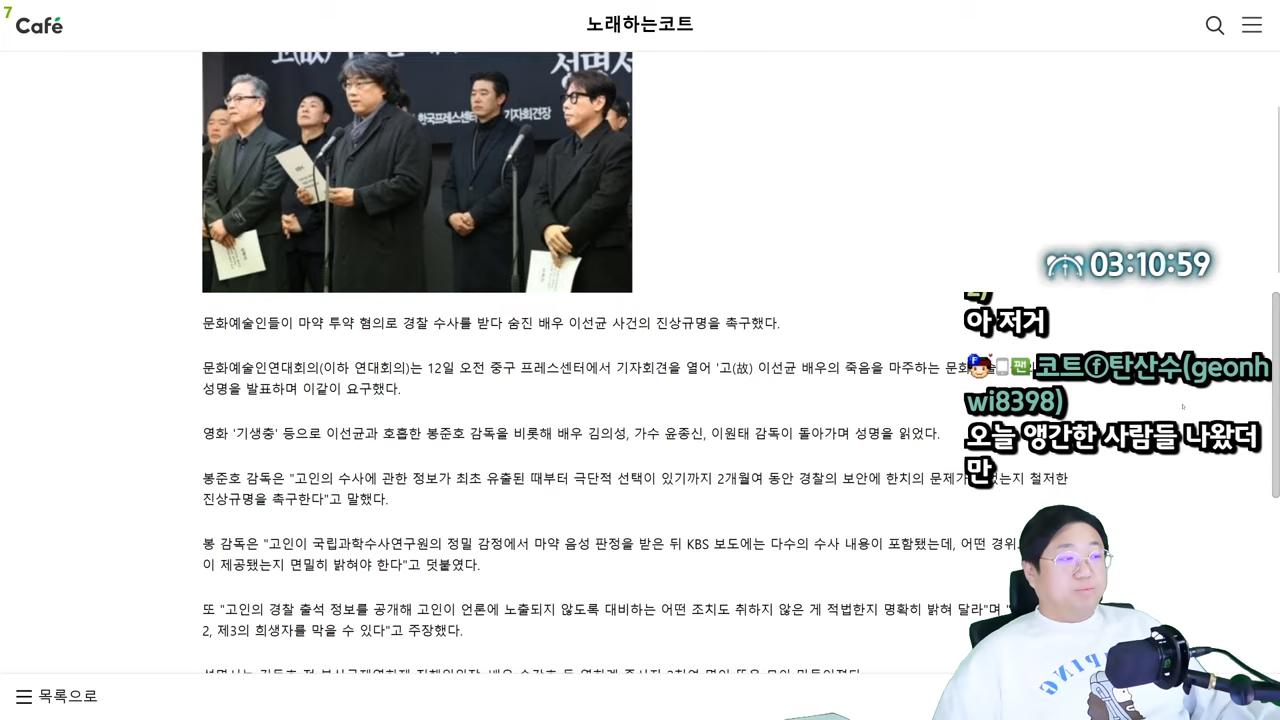 7
Café
노래하는코트
성명서
한국프레스센터
기자회견장
문화예술인들이 마약 투약 혐의로 경찰 수사를 받다 숨진 배우 이선균 사건의 진상규명을 촉구했다.
문화예술인연대회의(이하 연대회의)는 12일 오전 중구 프레스센터에서 기자회견을 열어 '고(故) 이선균 배우의 죽음을 마주하는
성명을 발표하며 이같이 요구했다.
영화 '기생충' 등으로 이선균과 호흡한 봉준호 감독을 비롯해 배우 김의성, 가수 윤종신, 이원태 감독이 돌아가며 성명을 읽었다.
봉준호 감독은 "고인의 수사에 관한 정보가 최초 유출된 때부터 극단적 선택이 있기까지 2개월여 동안 경찰의 보안에 한치의 문제가 없는지 철저한
진상규명을 촉구한다"고 말했다.
봉 감독은 "고인이 국립과학수사연구원의 정밀 감정에서 마약 음성 판정을 받은 뒤 KBS 보도에는 다수의 수사 내용이 포함됐는데, 어떤
이 제공됐는지 면밀히 밝혀야 한다"고 덧붙였다.
또 "고인의 경찰 출석 정보를 공개해 고인이 언론에 노출되지 않도록 대비하는 어떤 조치도 취하지 않은 게 적법한지 명확히 밝혀 달라"며
2, 제3의 희생자를 막을 수 있다"고 주장했다.
목록으로
03:10:59
아 저거
팬 코트ⓕ탄산수(geonh
wi8398)
오늘 앵간한 사람들 나왔더
만